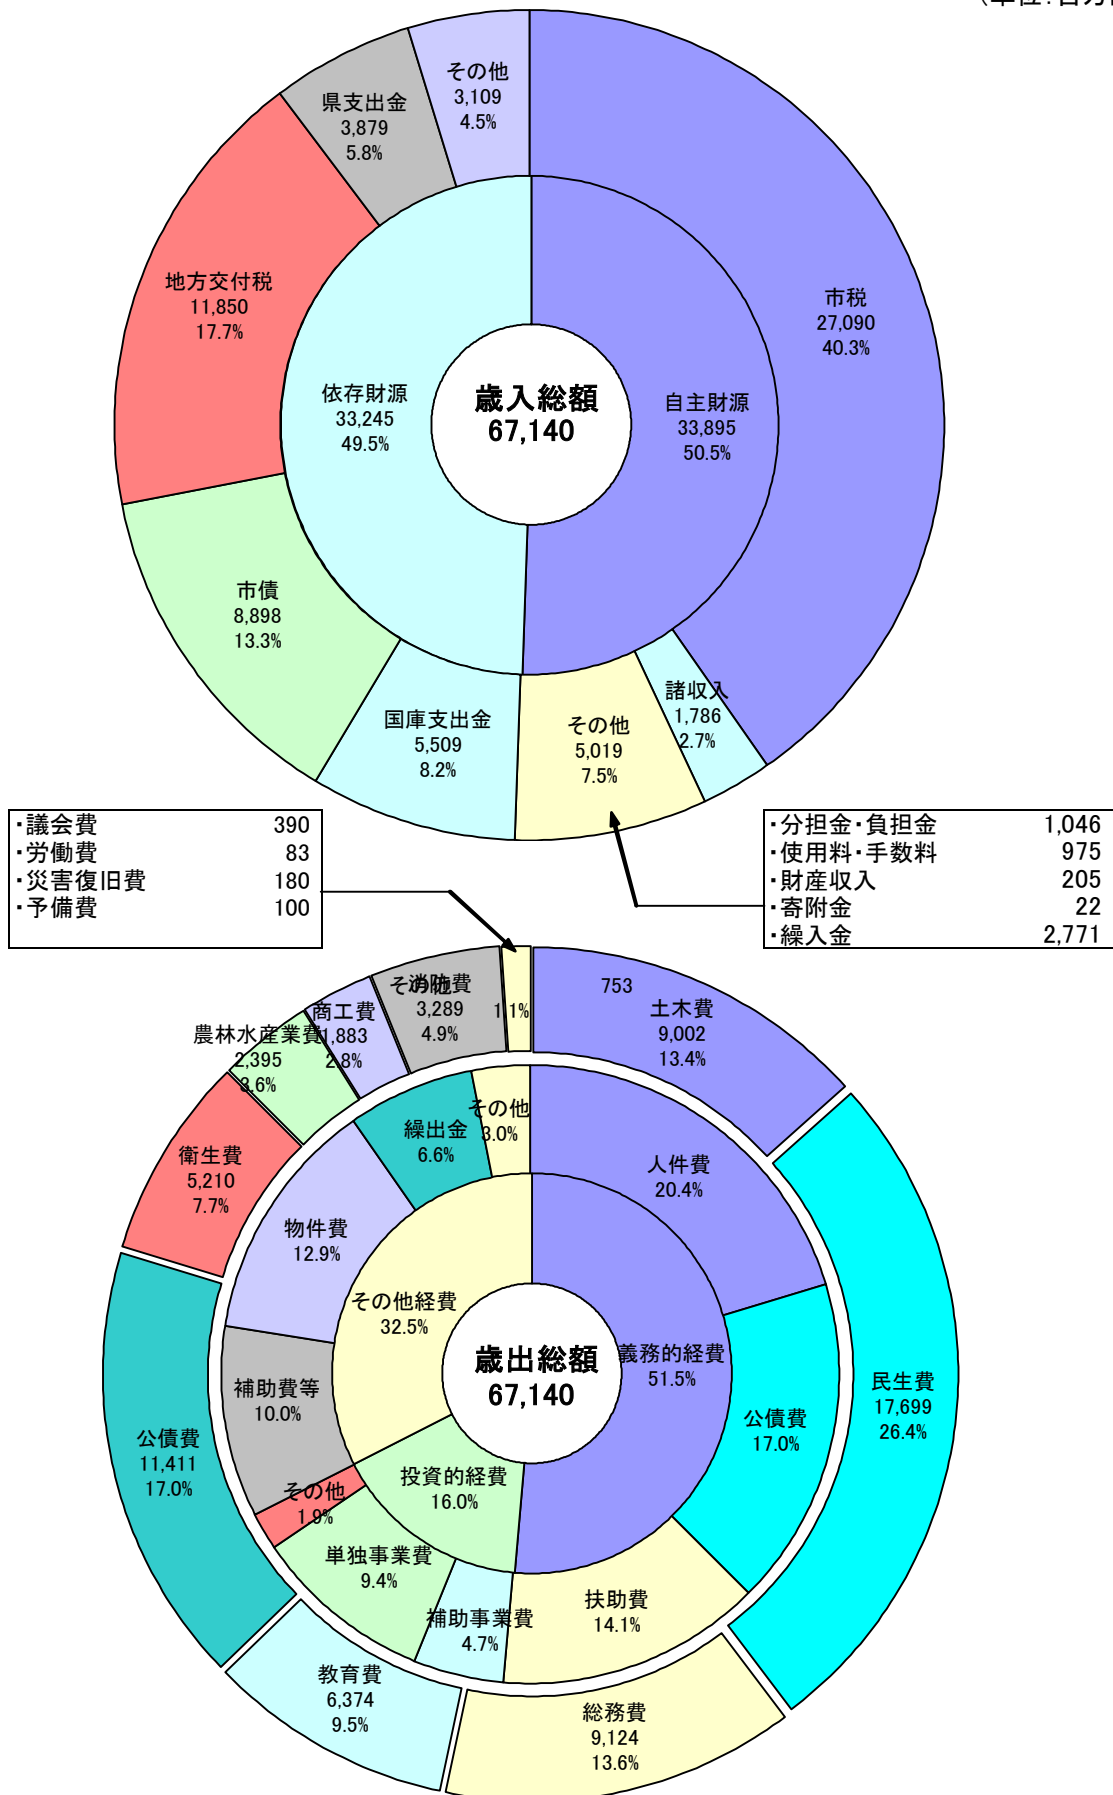 その他
3,109
4.5%
県支出金
3,879
5.8%
地方交付税
11,850
17.7%
市税
27,090
40.3%
依存財源
33,245
49.5%
歳入総額
67,140
自主財源
33,895
50.5%
市債
8,898
13.3%
国庫支出金
5,509
8.2%
その他
5,019
7.5%
諸収入
1,786
2.7%
・議会費 390
・労働費 83
・災害復旧費 180
・予備費 100
・分担金・負担金 1,046
・使用料・手数料 975
・財産収入 205
・寄附金 22
・繰入金 2,771
その他
753
1.1%
消防費
3,289
4.9%
商工費
1,883
2.8%
農林水産業費
2,395
3.6%
土木費
9,002
13.4%
衛生費
5,210
7.7%
繰出金
6.6%
その他
3.0%
人件費
20.4%
物件費
12.9%
その他経費
32.5%
歳出総額
67,140
義務的経費
51.5%
民生費
17,699
26.4%
公債費
17.0%
補助費等
10.0%
公債費
11,411
17.0%
投資的経費
16.0%
その他
1.9%
単独事業費
9.4%
補助事業費
4.7%
扶助費
14.1%
教育費
6,374
9.5%
総務費
9,124
13.6%